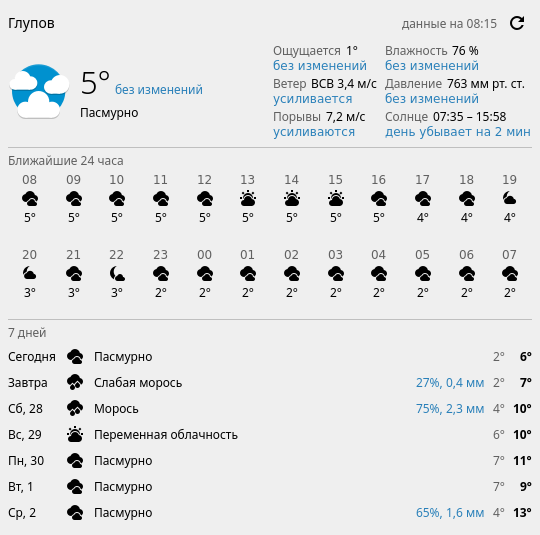 Глупов данные на 08:15
5° без изменений
Пасмурно
Ощущается 1° Влажность 76 %
без изменений без изменений
Ветер ВСВ 3,4 м/с Давление 763 мм рт. ст.
усиливается без изменений
Порывы 7,2 м/с Солнце 07:35 – 15:58
усиливаются день убывает на 2 мин
Ближайшие 24 часа
08 09 10 11 12 13 14 15 16 17 18 19
5° 5° 5° 5° 5° 5° 5° 5° 5° 4° 4° 4°
20 21 22 23 00 01 02 03 04 05 06 07
3° 3° 3° 2° 2° 2° 2° 2° 2° 2° 2° 2°
7 дней
Сегодня Пасмурно 2° 6°
Завтра Слабая морось 27%, 0,4 мм 2° 7°
Сб, 28 Морось 75%, 2,3 мм 4° 10°
Вс, 29 Переменная облачность 6° 10°
Пн, 30 Пасмурно 7° 11°
Вт, 1 Пасмурно 7° 9°
Ср, 2 Пасмурно 65%, 1,6 мм 4° 13°